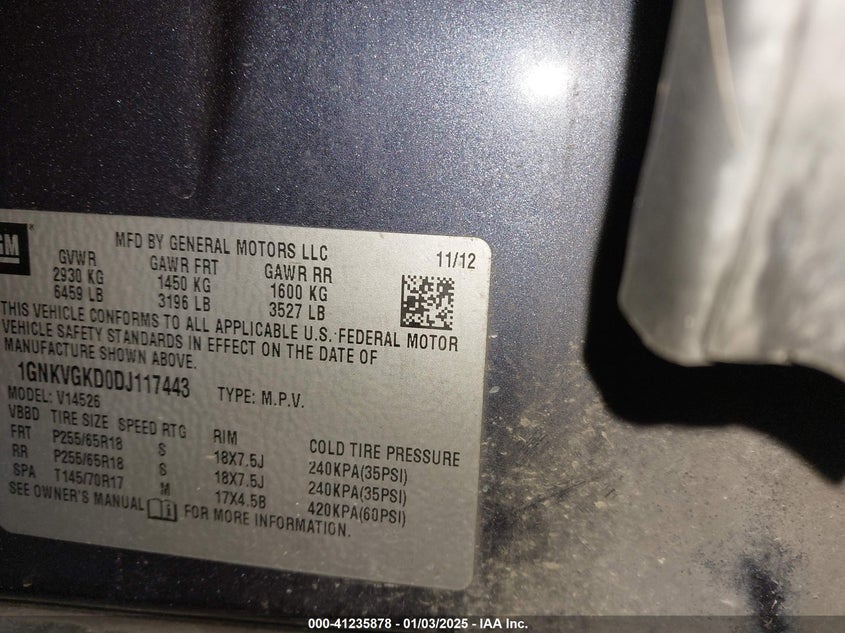 GM®
MFD BY GENERAL MOTORS LLC
11/12
GVWR GAWR FRT GAWR RR
2930 KG 1450 KG 1600 KG
6459 LB 3196 LB 3527 LB
THIS VEHICLE CONFORMS TO ALL APPLICABLE U.S. FEDERAL MOTOR
VEHICLE SAFETY STANDARDS IN EFFECT ON THE DATE OF
MANUFACTURE SHOWN ABOVE.
1GNKVGKD0DJ117443 TYPE: M.P.V.
MODEL: V14526
VBBD TIRE SIZE SPEED RTG RIM COLD TIRE PRESSURE
FRT P255/65R18 S 18X7.5J 240KPA(35PSI)
RR P255/65R18 S 18X7.5J 240KPA(35PSI)
SPA T145/70R17 M 17X4.5B 420KPA(60PSI)
SEE OWNER'S MANUAL FOR MORE INFORMATION.
000-41235878 - 01/03/2025 - IAA Inc.